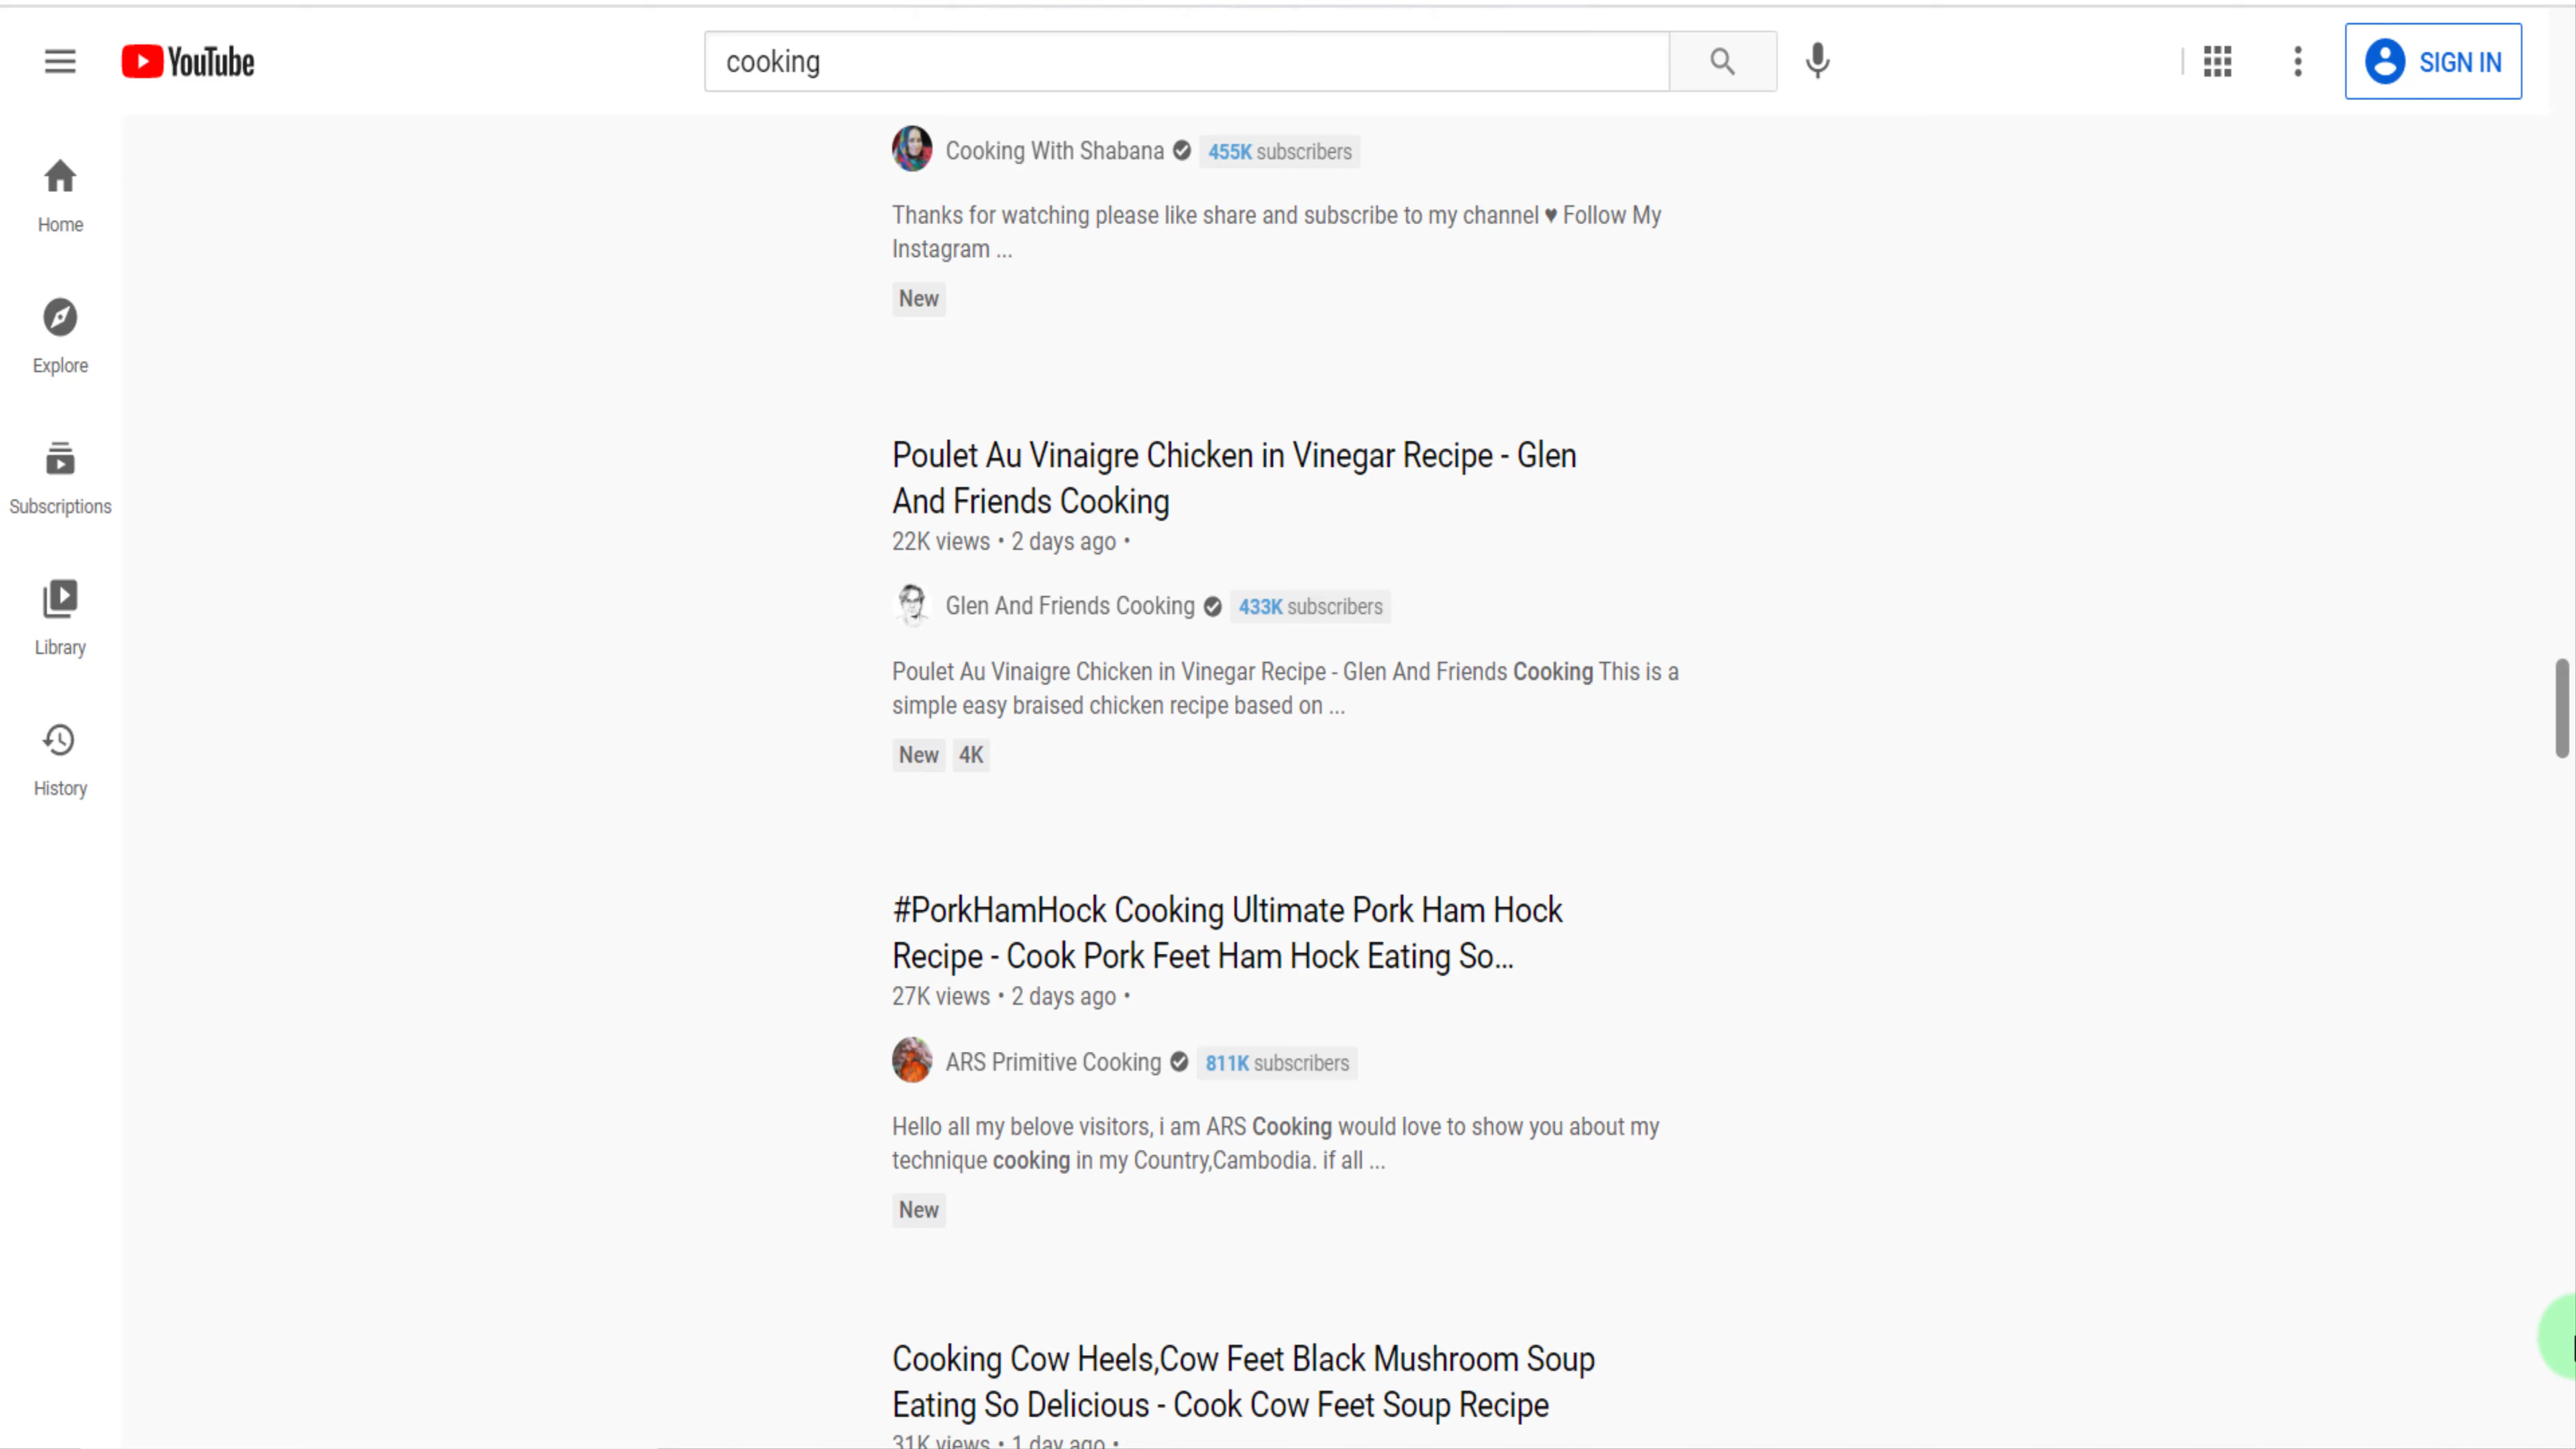 YouTube
cooking
SIGN IN
Home
Explore
Subscriptions
Library
History
Cooking With Shabana 455K subscribers
Thanks for watching please like share and subscribe to my channel ♥ Follow My
Instagram ...
New
Poulet Au Vinaigre Chicken in Vinegar Recipe - Glen
And Friends Cooking
22K views • 2 days ago •
Glen And Friends Cooking 433K subscribers
Poulet Au Vinaigre Chicken in Vinegar Recipe - Glen And Friends Cooking This is a
simple easy braised chicken recipe based on ...
New 4K
#PorkHamHock Cooking Ultimate Pork Ham Hock
Recipe - Cook Pork Feet Ham Hock Eating So...
27K views • 2 days ago •
ARS Primitive Cooking 811K subscribers
Hello all my belove visitors, i am ARS Cooking would love to show you about my
technique cooking in my Country,Cambodia. if all ...
New
Cooking Cow Heels,Cow Feet Black Mushroom Soup
Eating So Delicious - Cook Cow Feet Soup Recipe
31K views • 1 day ago •